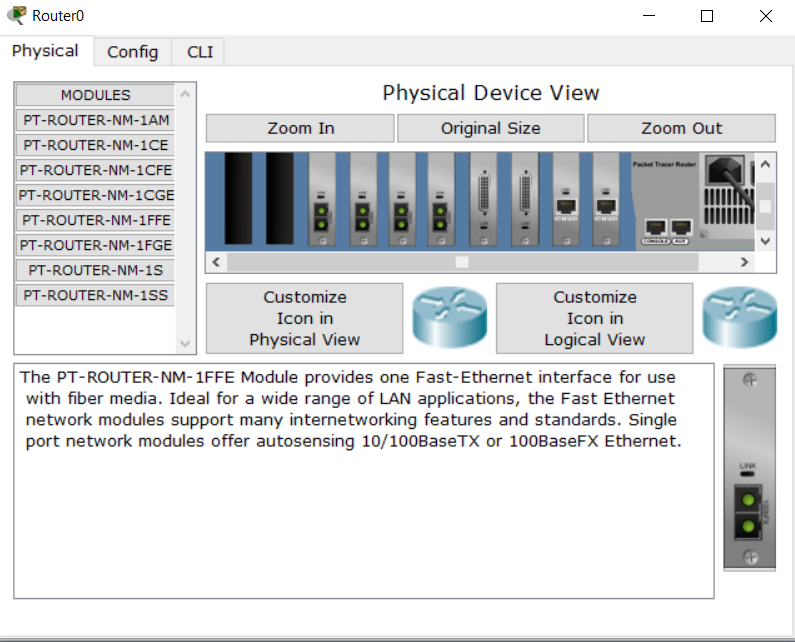 Router0
Physical
Config
CLI
MODULES
PT-ROUTER-NM-1AM
PT-ROUTER-NM-1CE
PT-ROUTER-NM-1CFE
PT-ROUTER-NM-1CGE
PT-ROUTER-NM-1FFE
PT-ROUTER-NM-1FGE
PT-ROUTER-NM-1S
PT-ROUTER-NM-1SS
Physical Device View
Zoom In
Original Size
Zoom Out
Packet Tracer Router
CONSOLE
AUX
Customize
Icon in
Physical View
Customize
Icon in
Logical View
The PT-ROUTER-NM-1FFE Module provides one Fast-Ethernet interface for use
with fiber media. Ideal for a wide range of LAN applications, the Fast Ethernet
network modules support many internetworking features and standards. Single
port network modules offer autosensing 10/100BaseTX or 100BaseFX Ethernet.
LINK